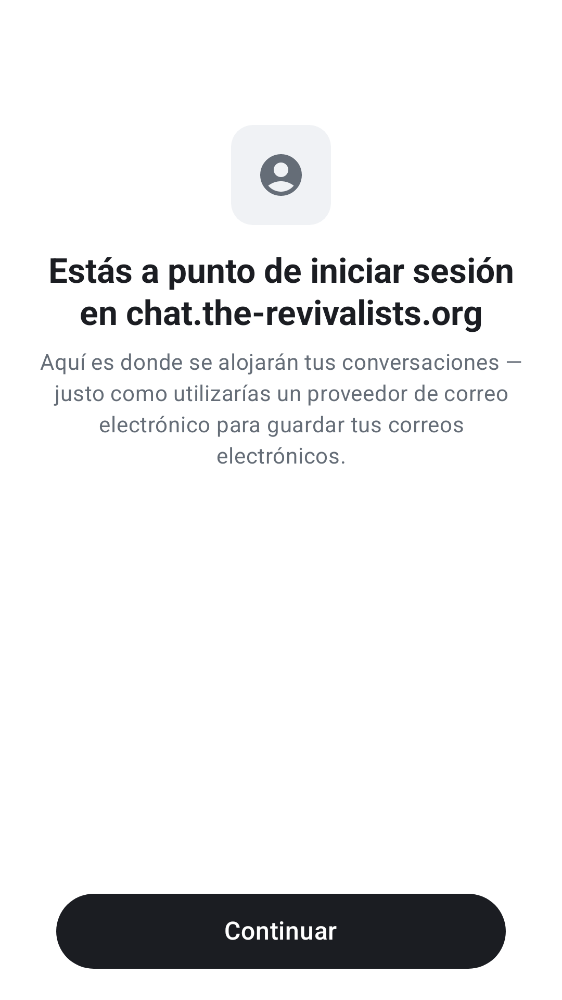 Estás a punto de iniciar sesión
en chat.the-revivalists.org
Aquí es donde se alojarán tus conversaciones —
justo como utilizarías un proveedor de correo
electrónico para guardar tus correos
electrónicos.
Continuar